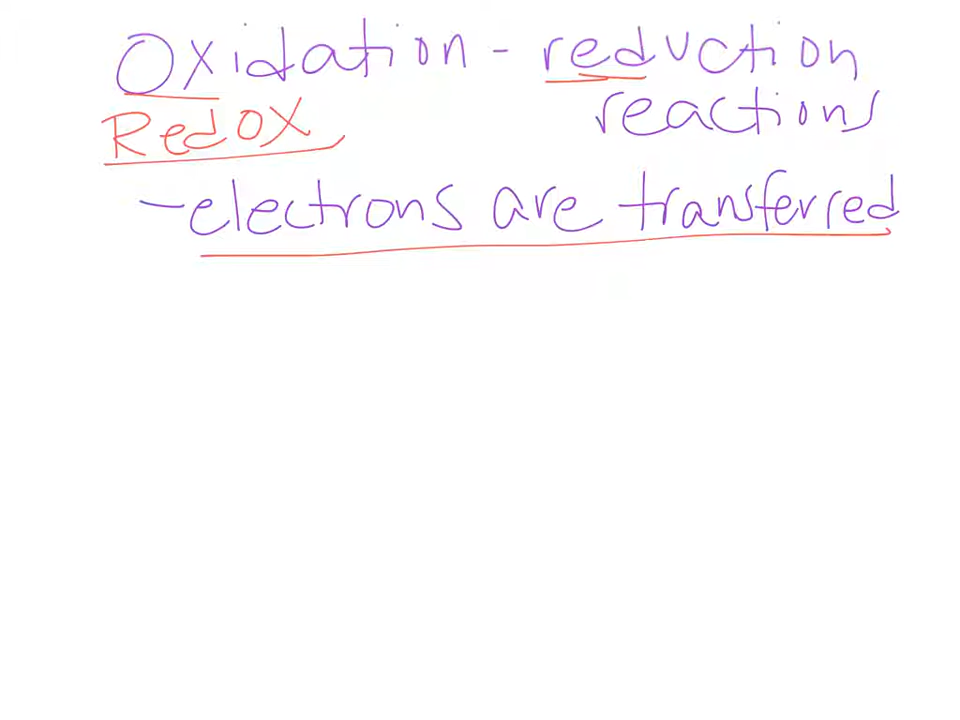 Oxidation - reduction
reactions
Redox
- electrons are transferred